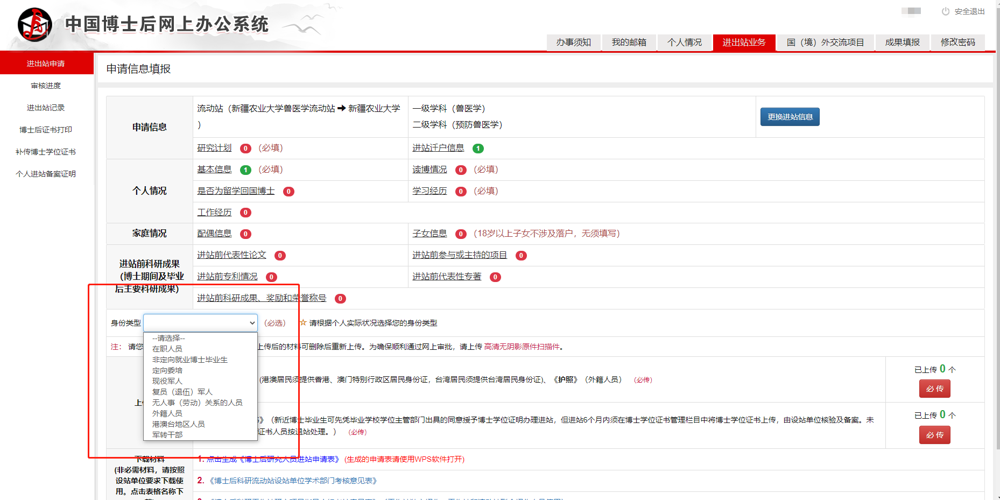 中国博士后网上办公系统
安全退出
办事须知
我的邮箱
个人情况
进出站业务
国（境）外交流项目
成果填报
修改密码
进出站申请
审核进度
进出站记录
博士后证书打印
补传博士学位证书
个人进站备案证明
申请信息填报
申请信息
流动站（新疆农业大学兽医学流动站 ➡ 新疆农业大学
）
一级学科（兽医学）
二级学科（预防兽医学）
更换进站信息
研究计划 0 （必填）
进站迁户信息 1
个人情况
基本信息 1 （必填）
读博情况 0 （必填）
是否为留学回国博士 0
学习经历 0 （必填）
工作经历 0
家庭情况
配偶信息 0
子女信息 0 （18岁以上子女不涉及落户，无须填写）
进站前科研成果
（博士期间及毕业
后主要科研成果）
进站前代表性论文 0
进站前参与或主持的项目 0
进站前专利情况 0
进站前代表性专著 0
进站前科研成果、奖励和荣誉称号 0
身份类型 （必选） ☆ 请根据个人实际状况选择您的身份类型
--请选择--
在职人员
非定向就业博士毕业生
定向委培
现役军人
复员（退伍）军人
无人事（劳动）关系的人员
外籍人员
港澳台地区人员
军转干部
注： 请您 上传后的材料可删除后重新上传。为确保顺利通过网上审批，请上传 高清无阴影原件扫描件。
上
(港澳居民须提供香港、澳门特别行政区居民身份证，台湾居民须提供台湾居民身份证)、《护照》（外籍人员） （必传）
已上传 0 个
必 传
》（新近博士毕业生可先凭毕业学校学位主管部门出具的同意授予博士学位证明办理进站，但进站6个月内须在博士学位证书管理栏目中将博士学位证书上传，由设站单位核验及备案。未
证书人员按退站处理。） （必传）
已上传 0 个
必 传
下载材料
(非必需材料，请按照
设站单位要求下载使
用。点击表格名称下
1. 点击生成《博士后研究人员进站申请表》 (生成的申请表请使用WPS软件打开)
2. 《博士后科研流动站设站单位学术部门考核意见表》